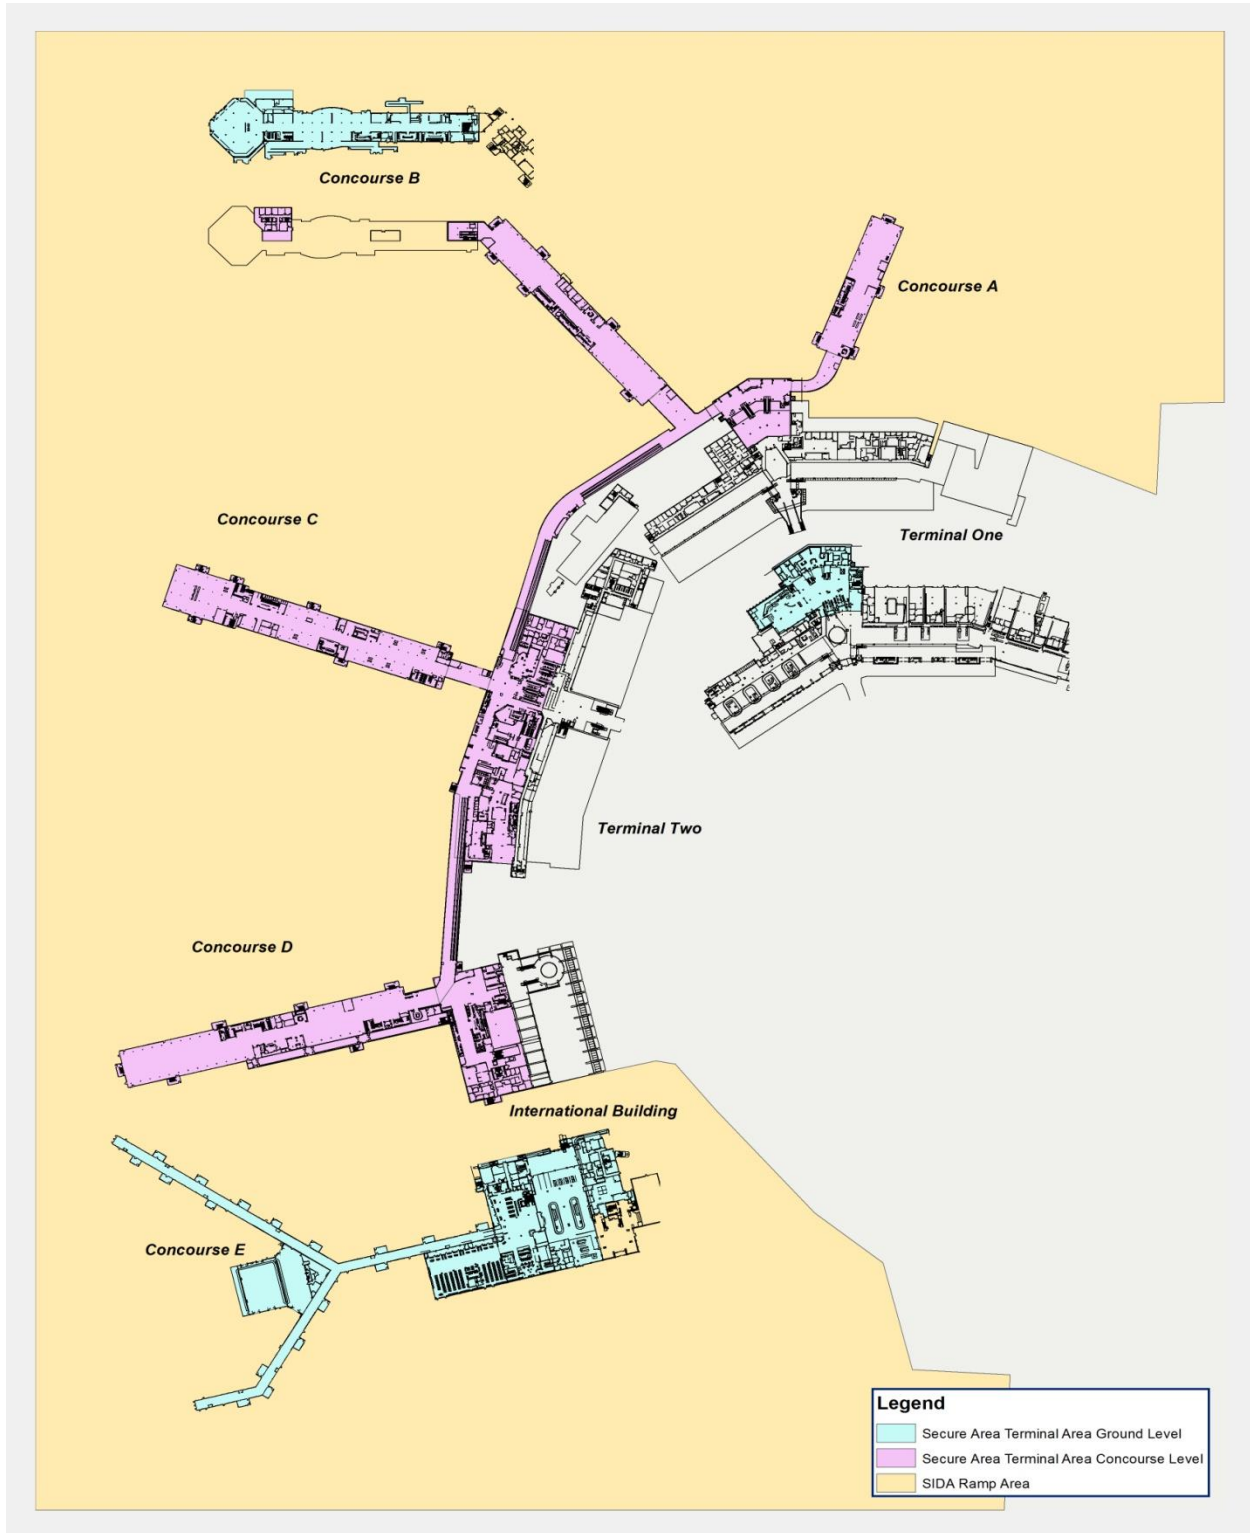 Concourse B
Concourse A
Concourse C
Terminal One
Terminal Two
Concourse D
International Building
Concourse E
Legend
Secure Area Terminal Area Ground Level
Secure Area Terminal Area Concourse Level
SIDA Ramp Area